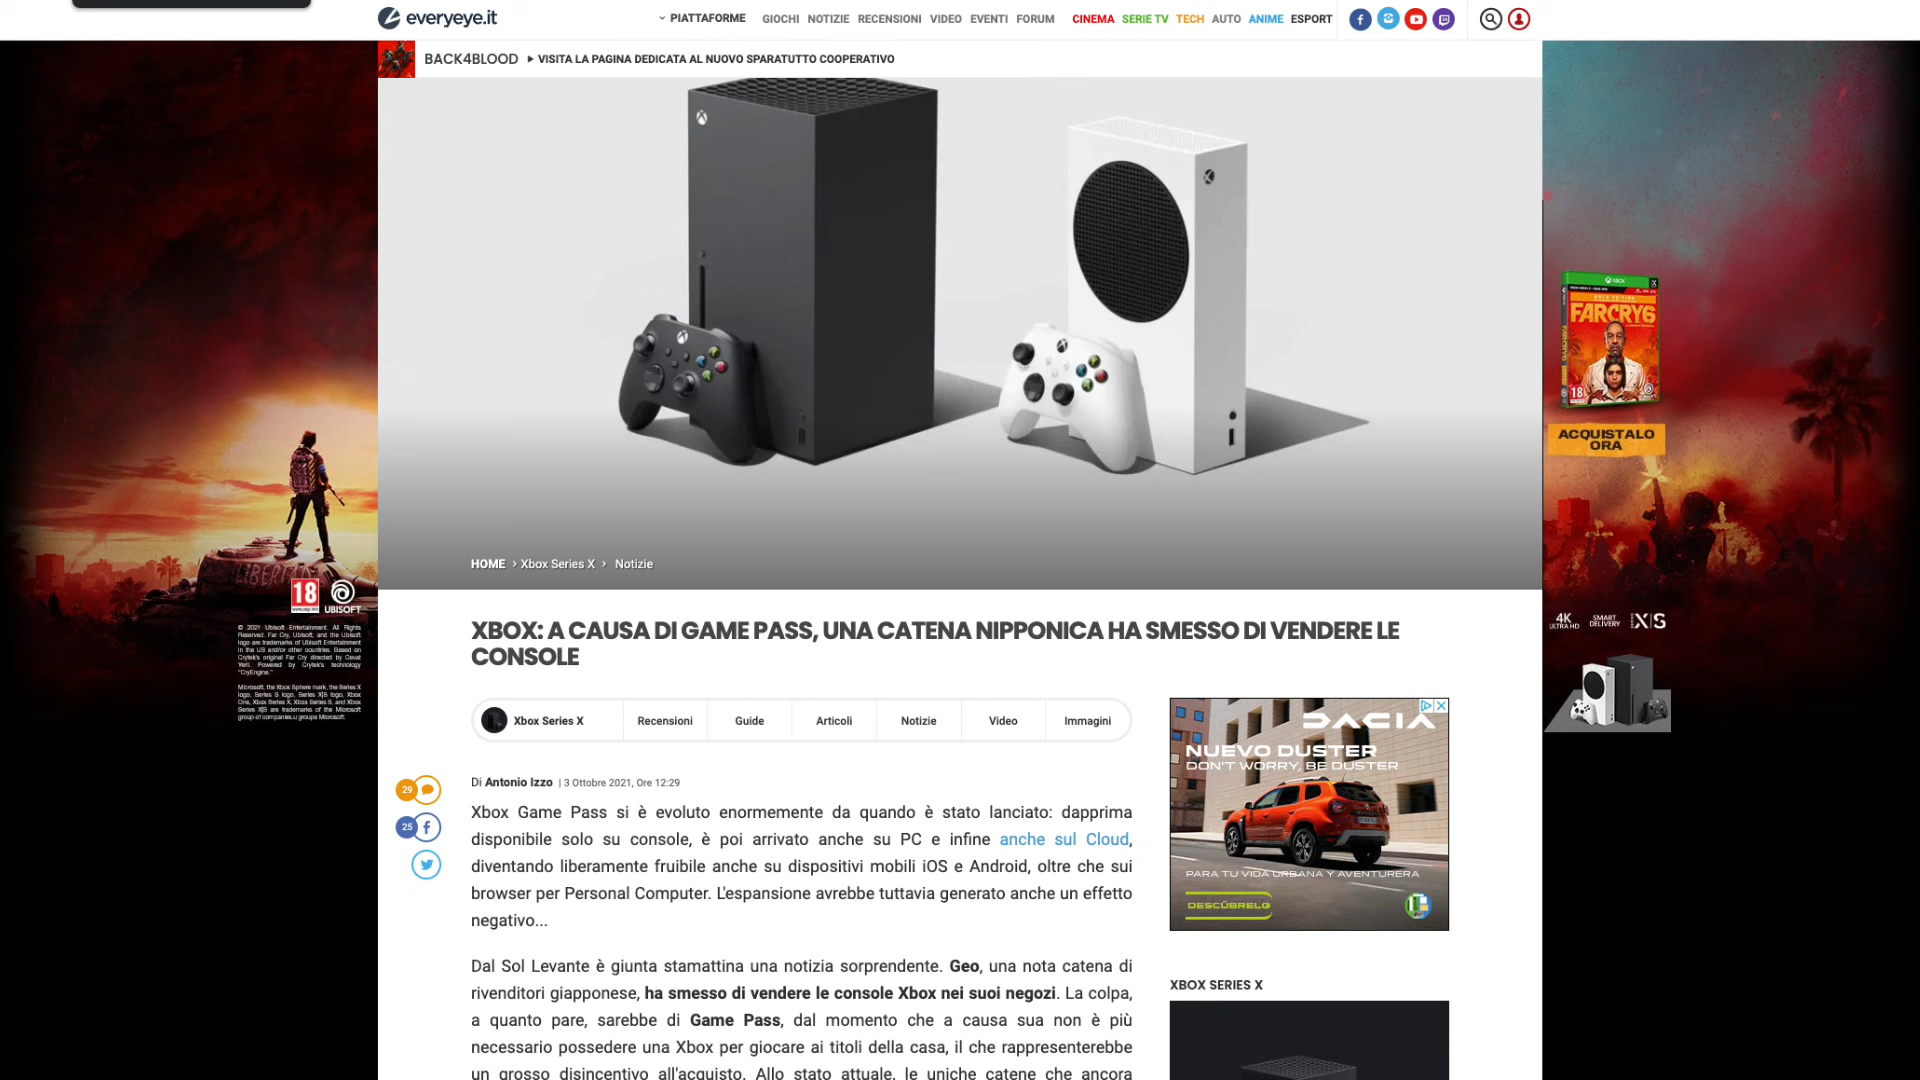 everyeye.it
PIATTAFORME GIOCHI NOTIZIE RECENSIONI VIDEO EVENTI FORUM CINEMA SERIE TV TECH AUTO ANIME ESPORT
BACK4BLOOD VISITA LA PAGINA DEDICATA AL NUOVO SPARATUTTO COOPERATIVO
HOME › Xbox Series X › Notizie
XBOX: A CAUSA DI GAME PASS, UNA CATENA NIPPONICA HA SMESSO DI VENDERE LE
CONSOLE
Xbox Series X Recensioni Guide Articoli Notizie Video Immagini
Di Antonio Izzo | 3 Ottobre 2021, Ore 12:29
29
25
Xbox Game Pass si è evoluto enormemente da quando è stato lanciato: dapprima
disponibile solo su console, è poi arrivato anche su PC e infine anche sul Cloud,
diventando liberamente fruibile anche su dispositivi mobili iOS e Android, oltre che sui
browser per Personal Computer. L'espansione avrebbe tuttavia generato anche un effetto
negativo...
Dal Sol Levante è giunta stamattina una notizia sorprendente. Geo, una nota catena di
rivenditori giapponese, ha smesso di vendere le console Xbox nei suoi negozi. La colpa,
a quanto pare, sarebbe di Game Pass, dal momento che a causa sua non è più
necessario possedere una Xbox per giocare ai titoli della casa, il che rappresenterebbe
un grosso disincentivo all'acquisto. Allo stato attuale, le uniche catene che ancora
DACIA
NUEVO DUSTER
DON'T WORRY, BE DUSTER
PARA TU VIDA URBANA Y AVENTURERA
DESCÚBRELO
XBOX SERIES X
LIBERTAD
18
UBISOFT
© 2021 Ubisoft Entertainment. All Rights
Reserved. Far Cry, Ubisoft, and the Ubisoft
logo are trademarks of Ubisoft Entertainment
in the US and/or other countries. Based on
Crytek's original Far Cry directed by Cevat
Yerli. Powered by Crytek's technology
"CryEngine."
Microsoft, the Xbox Sphere mark, the Series X
logo, Series S logo, Series X|S logo, Xbox
One, Xbox Series X, Xbox Series S, and Xbox
Series X|S are trademarks of the Microsoft
group of companies.u groupe Microsoft.
XBOX
GOLD EDITION
FARCRY6
18
ACQUISTALO
ORA
4K
ULTRA HD
SMART
DELIVERY
SERIES X|S